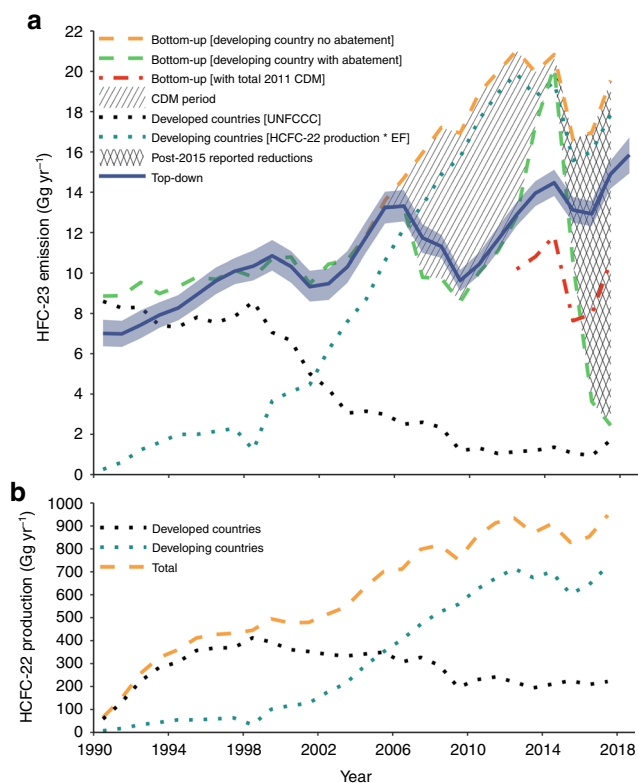 a
22
20
18
16
14
12
10
8
6
4
2
0
HFC-23 emission (Gg yr⁻¹)
Bottom-up [developing country no abatement]
Bottom-up [developing country with abatement]
Bottom-up [with total 2011 CDM]
CDM period
Developed countries [UNFCCC]
Developing countries [HCFC-22 production * EF]
Post-2015 reported reductions
Top-down
b
1000
900
800
700
600
500
400
300
200
100
0
HCFC-22 production (Gg yr⁻¹)
Developed countries
Developing countries
Total
1990 1994 1998 2002 2006 2010 2014 2018
Year